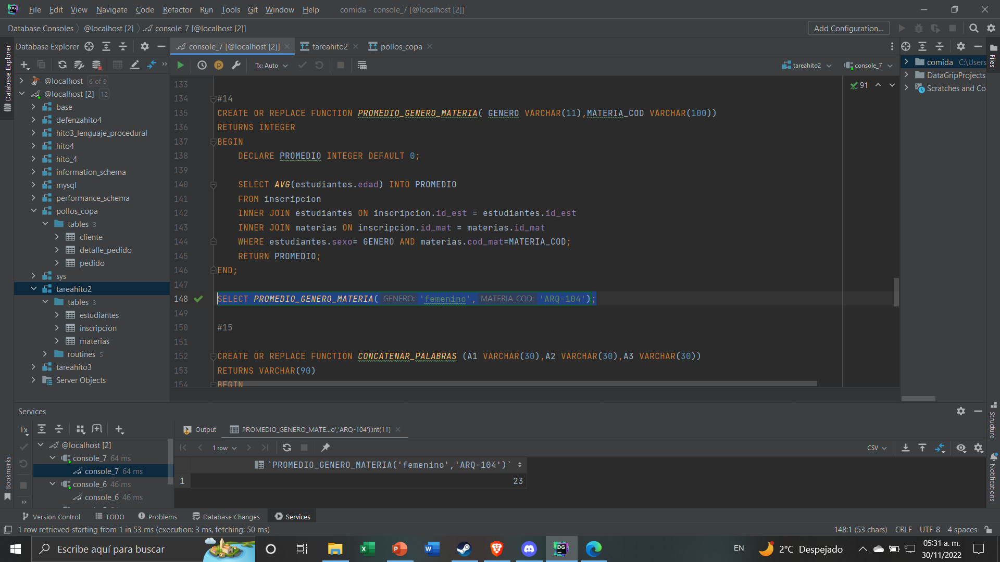 DG File Edit View Navigate Code Refactor Run Tools Git Window Help comida - console_7 [@localhost [2]]
Database Consoles @localhost [2] console_7 [@localhost [2]] Add Configuration...
Database Explorer
Database Explorer
console_7 [@localhost [2]] tareahito2 pollos_copa
Tx: Auto tareahito2 console_7
@localhost 6 of 9
@localhost [2] 12
base
defenzahito4
hito3_lenguaje_procedural
hito4
hito_4
information_schema
mysql
performance_schema
pollos_copa
tables 3
cliente
detalle_pedido
pedido
sys
tareahito2
tables 3
estudiantes
inscripcion
materias
routines 5
tareahito3
Server Objects
91
133
134 #14
135 CREATE OR REPLACE FUNCTION PROMEDIO_GENERO_MATERIA( GENERO VARCHAR(11),MATERIA_COD VARCHAR(100))
136 RETURNS INTEGER
137 BEGIN
138 DECLARE PROMEDIO INTEGER DEFAULT 0;
139
140 SELECT AVG(estudiantes.edad) INTO PROMEDIO
141 FROM inscripcion
142 INNER JOIN estudiantes ON inscripcion.id_est = estudiantes.id_est
143 INNER JOIN materias ON inscripcion.id_mat = materias.id_mat
144 WHERE estudiantes.sexo= GENERO AND materias.cod_mat=MATERIA_COD;
145 RETURN PROMEDIO;
146 END;
147
148 SELECT PROMEDIO_GENERO_MATERIA( GENERO: 'femenino', MATERIA_COD: 'ARQ-104');
149
150 #15
151
152 CREATE OR REPLACE FUNCTION CONCATENAR_PALABRAS (A1 VARCHAR(30),A2 VARCHAR(30),A3 VARCHAR(30))
153 RETURNS VARCHAR(90)
154 BEGIN
comida C:\Users
DataGripProjects
Scratches and Co
Files
Structure
Notifications
Bookmarks
Services
Tx
@localhost [2]
console_7 64 ms
console_7 64 ms
console_6 46 ms
console_6 46 ms
Output PROMEDIO_GENERO_MATE...o','ARQ-104'):int(11)
1 row CSV
`PROMEDIO_GENERO_MATERIA('femenino','ARQ-104')`
1 23
Version Control TODO Problems Database Changes Services
1 row retrieved starting from 1 in 53 ms (execution: 3 ms, fetching: 50 ms) 148:1 (53 chars) CRLF UTF-8 4 spaces
Escribe aquí para buscar
EN 2°C Despejado 05:31 a. m.
30/11/2022